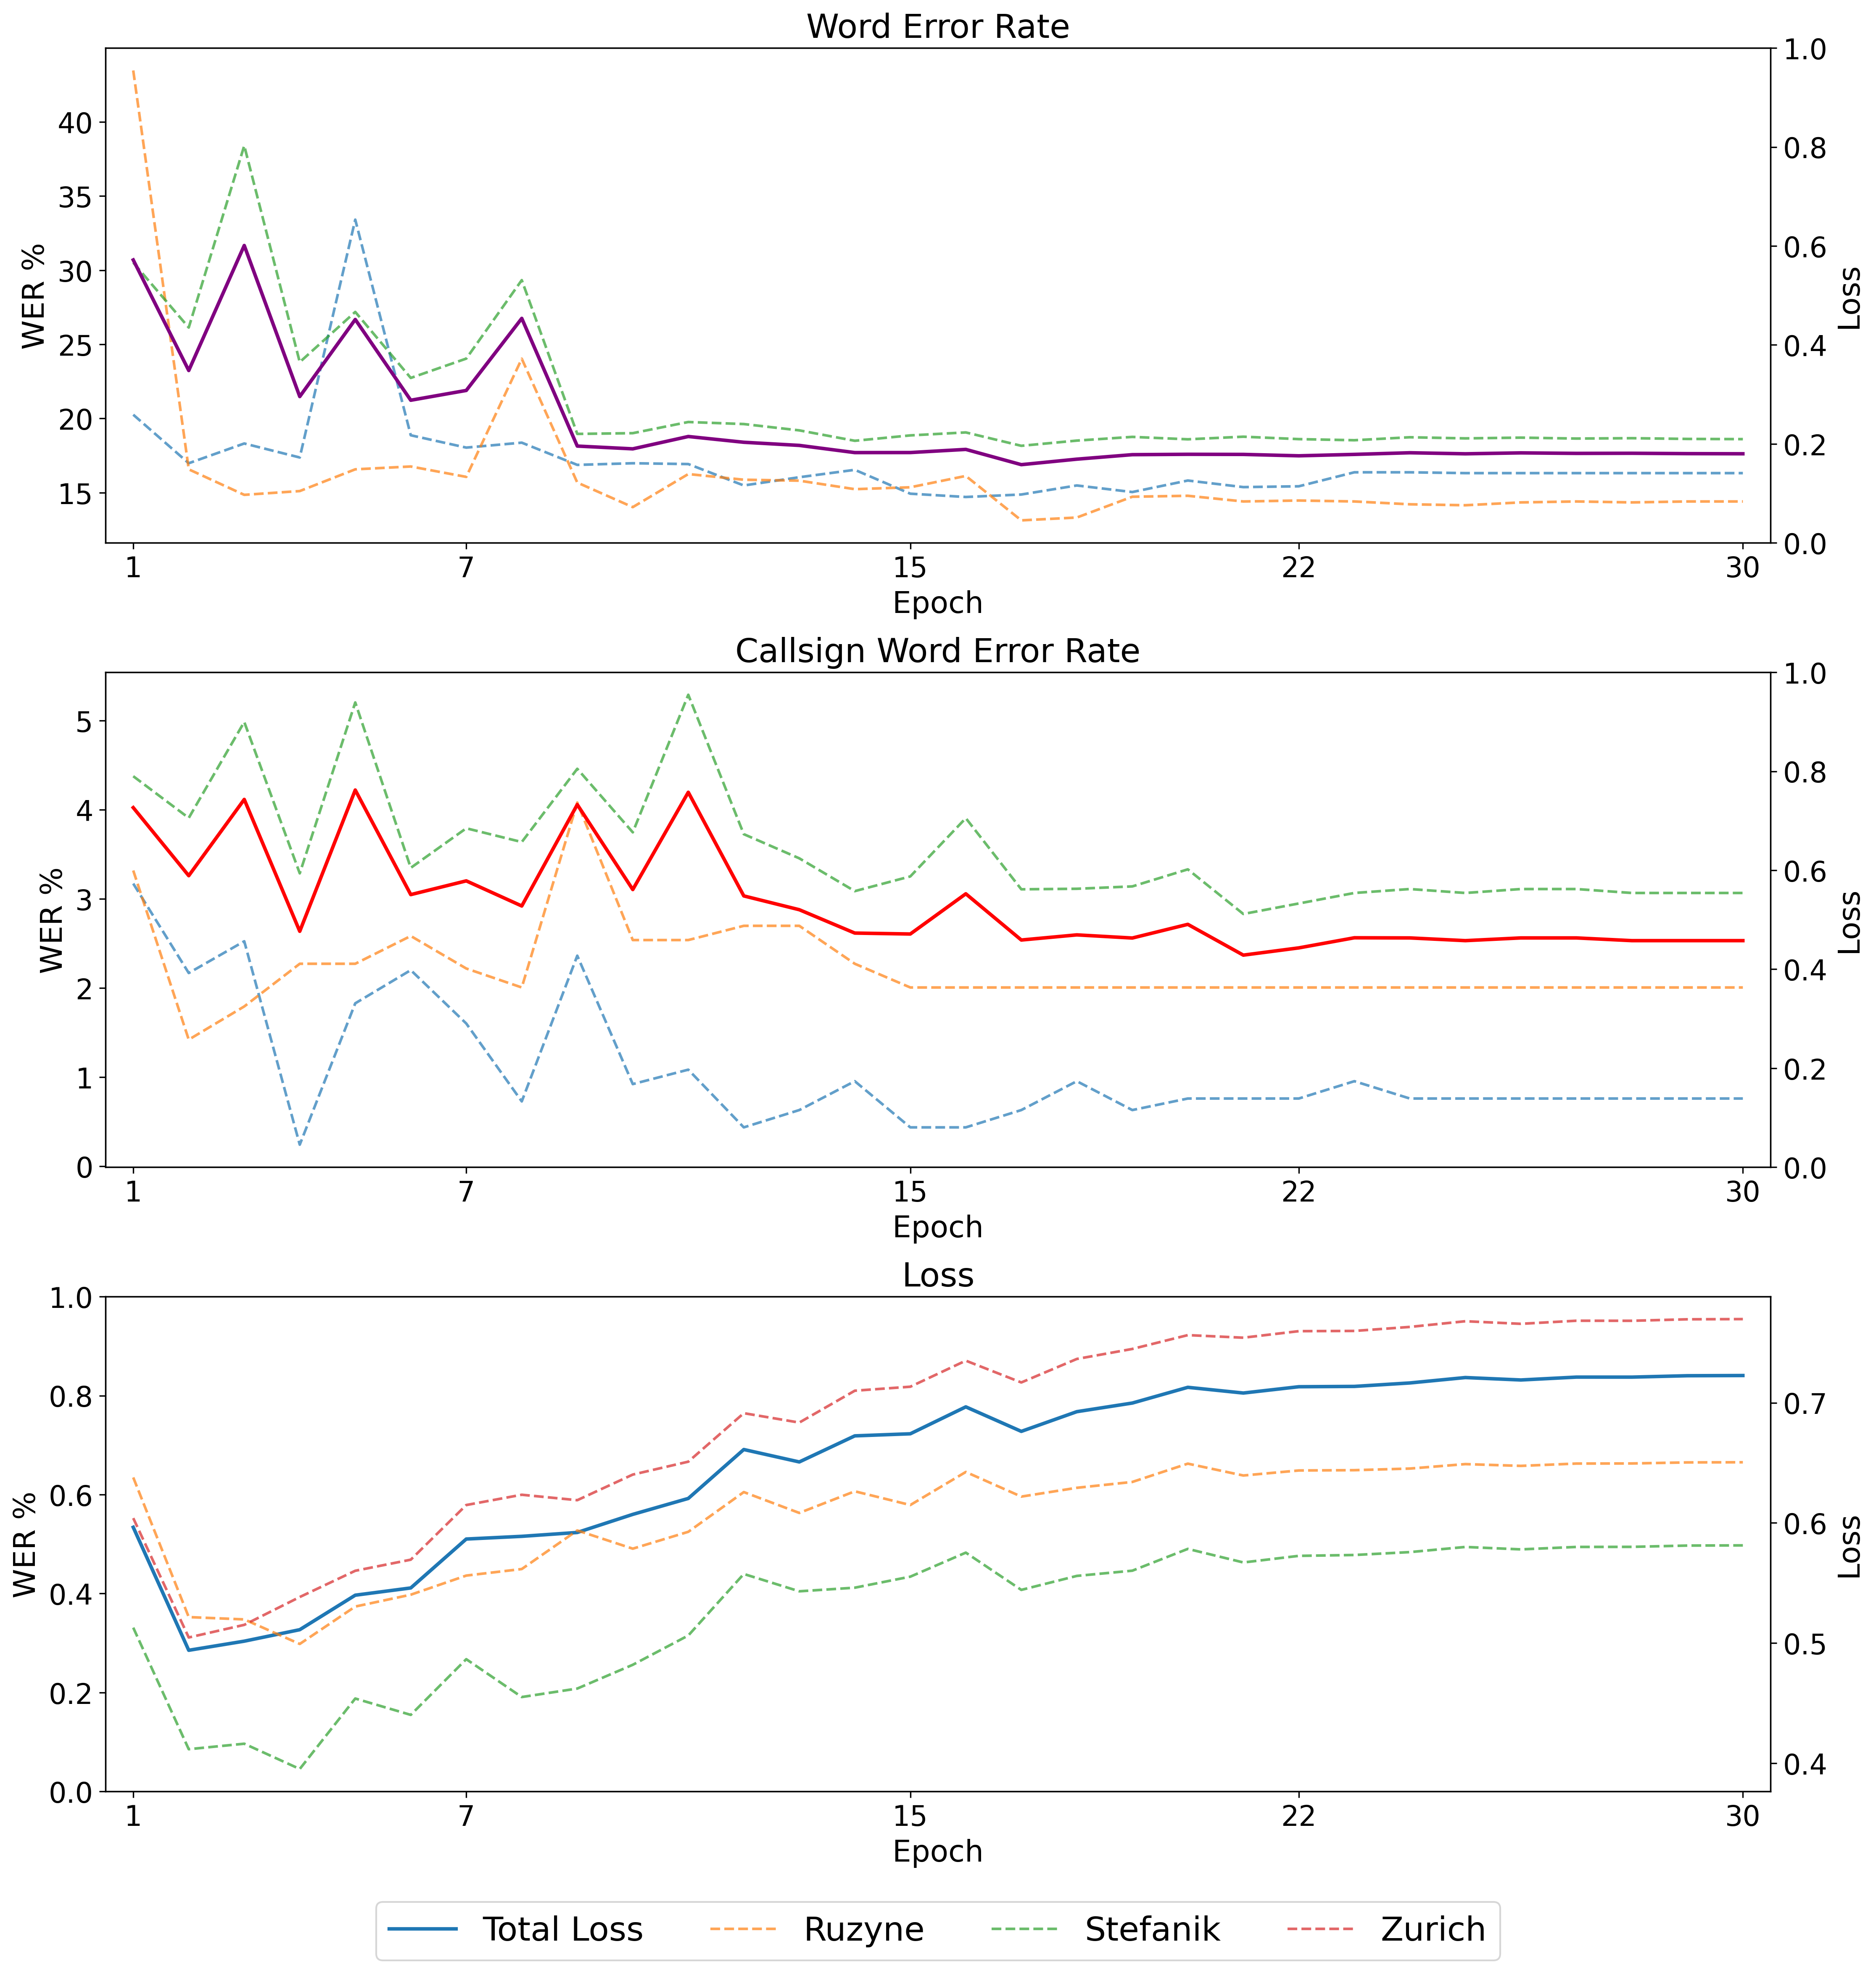 Word Error Rate
WER %
40
35
30
25
20
15
1.0
0.8
0.6
0.4
0.2
0.0
Loss
1 7 15 22 30
Epoch
Callsign Word Error Rate
WER %
5
4
3
2
1
0
1.0
0.8
0.6
0.4
0.2
0.0
Loss
1 7 15 22 30
Epoch
Loss
WER %
1.0
0.8
0.6
0.4
0.2
0.0
0.7
0.6
0.5
0.4
Loss
1 7 15 22 30
Epoch
Total Loss Ruzyne Stefanik Zurich